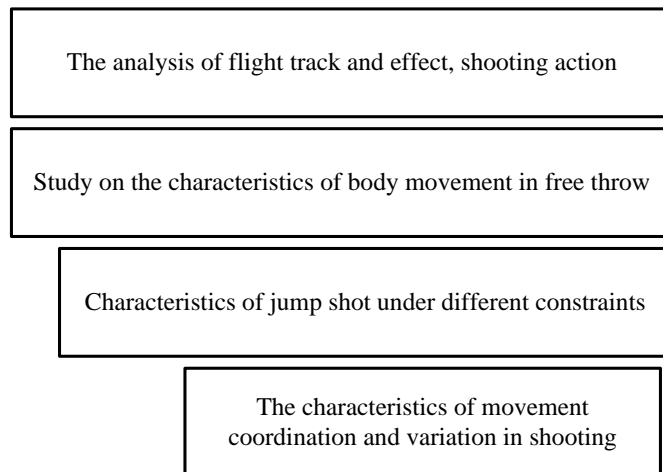 The analysis of flight track and effect, shooting action
Study on the characteristics of body movement in free throw
Characteristics of jump shot under different constraints
The characteristics of movement
coordination and variation in shooting